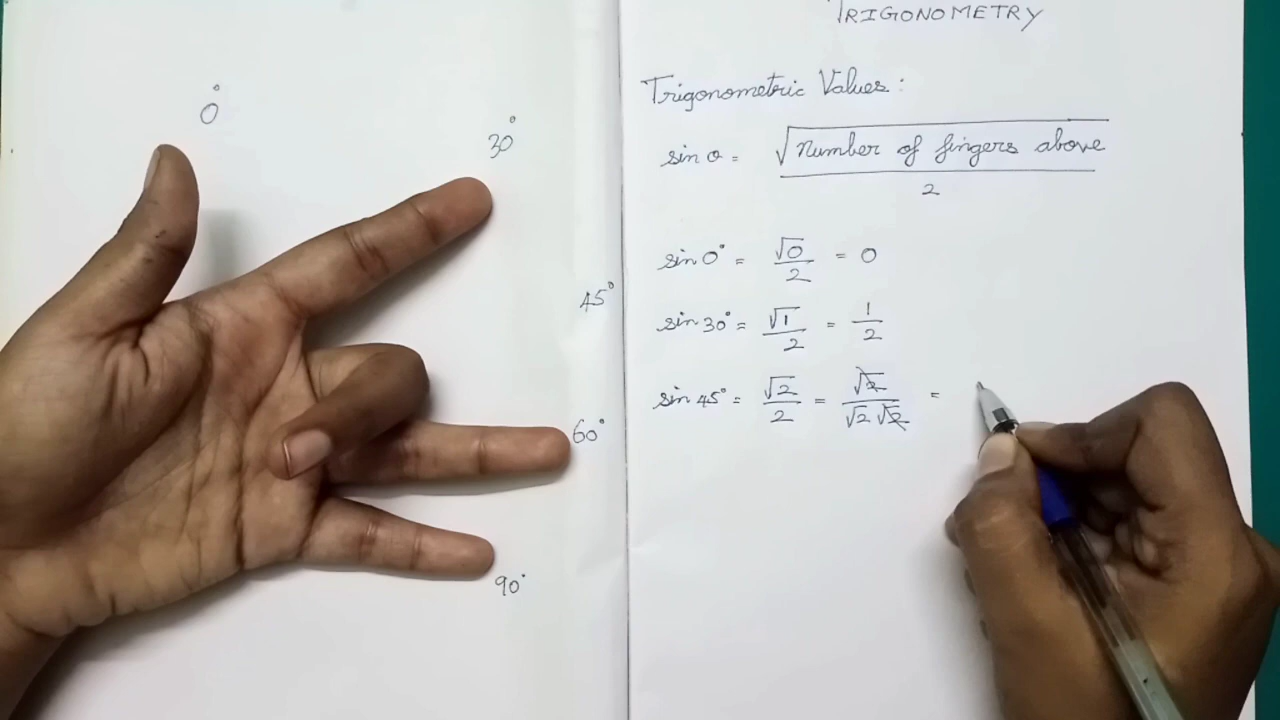 TRIGONOMETRY
0°
30°
45°
60°
90°
Trigonometric Values:
sin θ = √Number of fingers above / 2
sin 0° = √0 / 2 = 0
sin 30° = √1 / 2 = 1 / 2
sin 45° = √2 / 2 = √2 / √2 √2 =